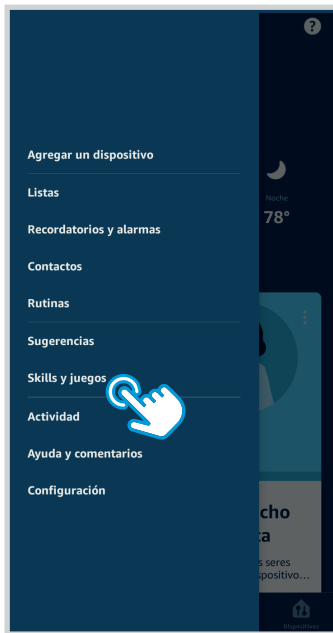 ?
Agregar un dispositivo
Listas
Noche
78°
Recordatorios y alarmas
Contactos
Rutinas
Sugerencias
Skills y juegos
Actividad
Ayuda y comentarios
Configuración
cho
ca
s seres
spositivo...
Dispositivos